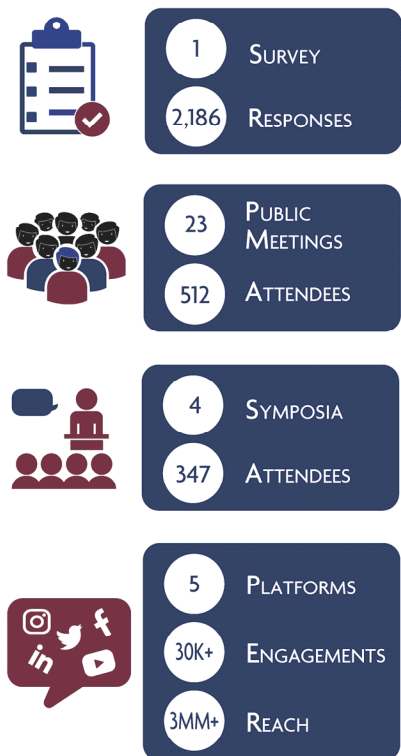 1 SURVEY
2,186 RESPONSES
23 PUBLIC
MEETINGS
512 ATTENDEES
4 SYMPOSIA
347 ATTENDEES
5 PLATFORMS
30K+ ENGAGEMENTS
3MM+ REACH
in